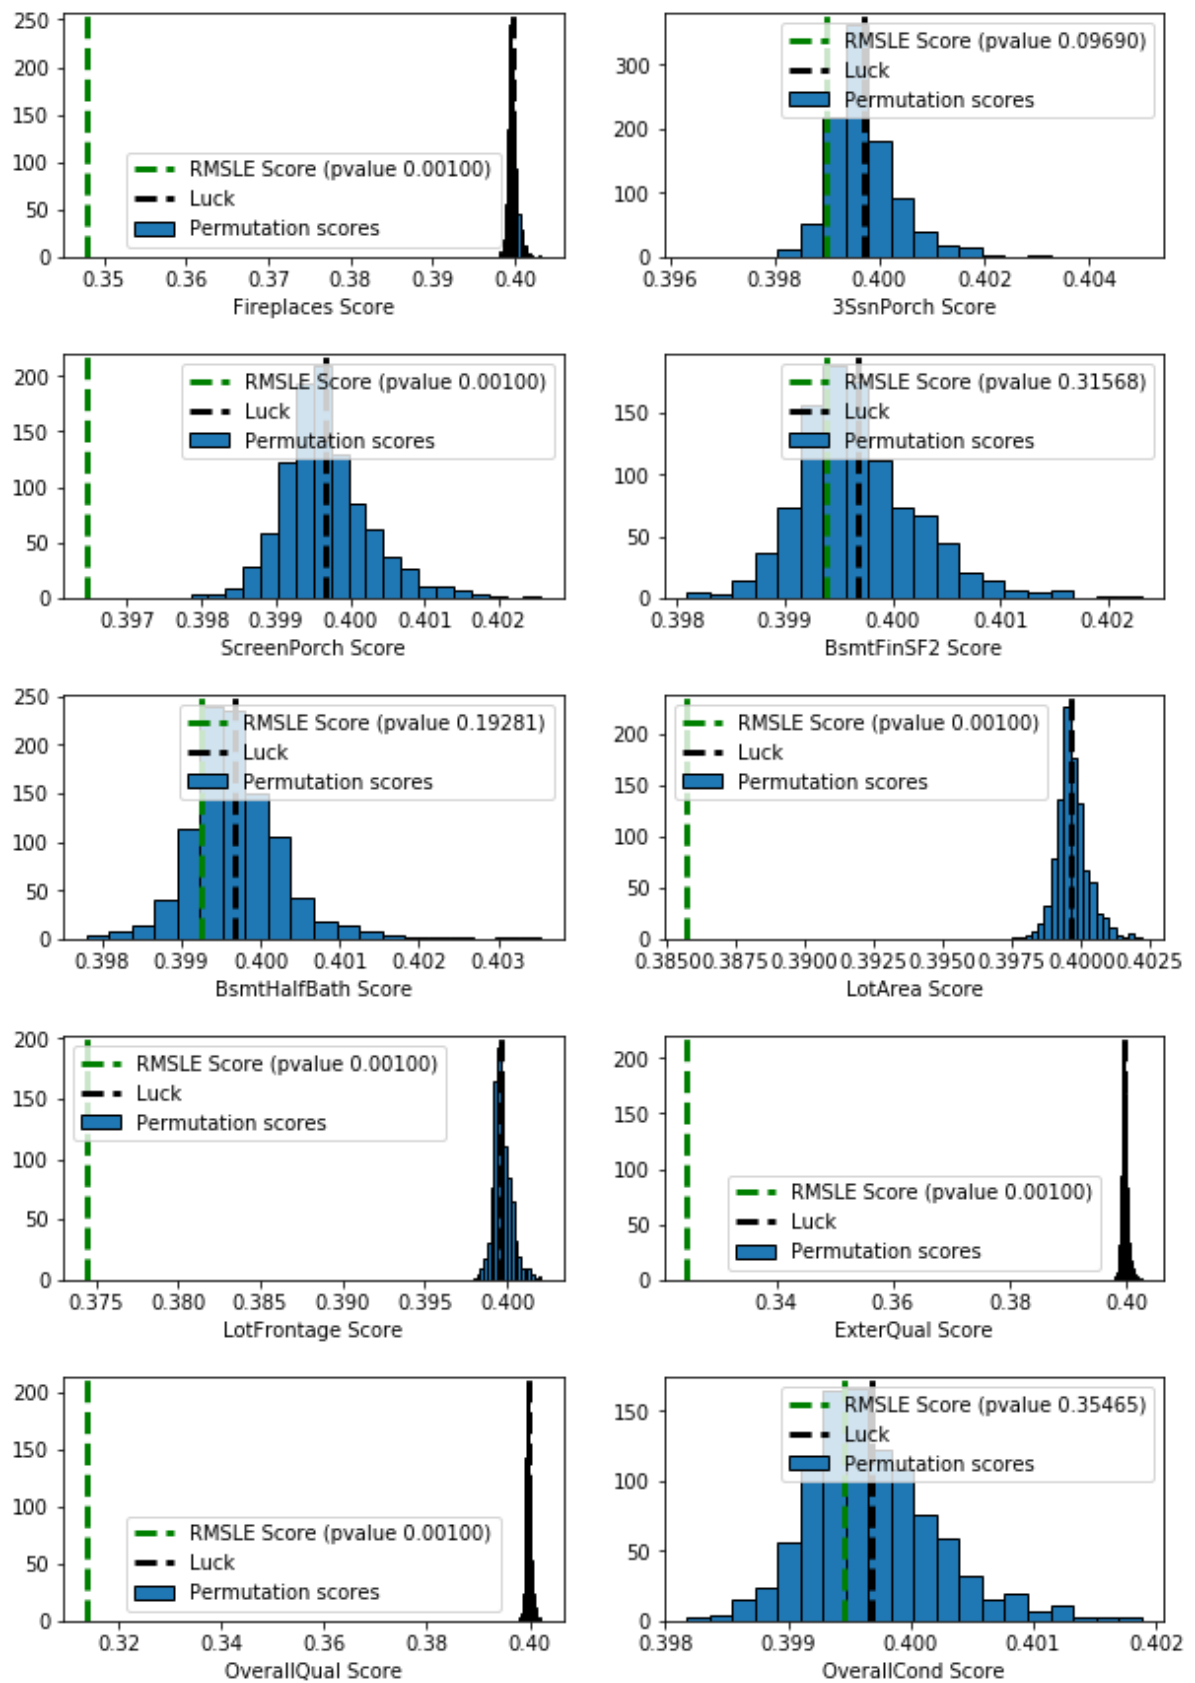 250
200
150
100
50
0
RMSLE Score (pvalue 0.00100)
Luck
Permutation scores
0.35 0.36 0.37 0.38 0.39 0.40
Fireplaces Score
300
200
100
0
RMSLE Score (pvalue 0.09690)
Luck
Permutation scores
0.396 0.398 0.400 0.402 0.404
3SsnPorch Score
200
150
100
50
0
RMSLE Score (pvalue 0.00100)
Luck
Permutation scores
0.397 0.398 0.399 0.400 0.401 0.402
ScreenPorch Score
150
100
50
0
RMSLE Score (pvalue 0.31568)
Luck
Permutation scores
0.398 0.399 0.400 0.401 0.402
BsmtFinSF2 Score
250
200
150
100
50
0
RMSLE Score (pvalue 0.19281)
Luck
Permutation scores
0.398 0.399 0.400 0.401 0.402 0.403
BsmtHalfBath Score
200
150
100
50
0
RMSLE Score (pvalue 0.00100)
Luck
Permutation scores
0.3850 0.3875 0.3900 0.3925 0.3950 0.3975 0.4000 0.4025
LotArea Score
200
150
100
50
0
RMSLE Score (pvalue 0.00100)
Luck
Permutation scores
0.375 0.380 0.385 0.390 0.395 0.400
LotFrontage Score
200
150
100
50
0
RMSLE Score (pvalue 0.00100)
Luck
Permutation scores
0.34 0.36 0.38 0.40
ExterQual Score
200
150
100
50
0
RMSLE Score (pvalue 0.00100)
Luck
Permutation scores
0.32 0.34 0.36 0.38 0.40
OverallQual Score
150
100
50
0
RMSLE Score (pvalue 0.35465)
Luck
Permutation scores
0.398 0.399 0.400 0.401 0.402
OverallCond Score